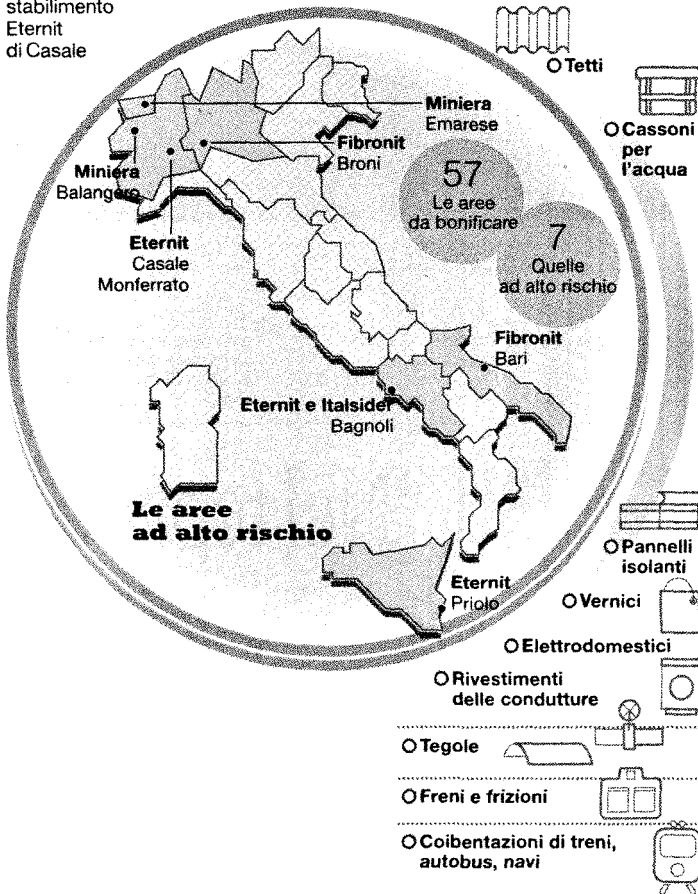 stabilimento
Eternit
di Casale
Tetti
Cassoni
per
l'acqua
Miniera
Emarese
Fibronit
Broni
Miniera
Balangero
Eternit
Casale
Monferrato
57
Le aree
da bonificare
7
Quelle
ad alto rischio
Fibronit
Bari
Eternit e Italsider
Bagnoli
Le aree
ad alto rischio
Eternit
Priolo
Pannelli
isolanti
Vernici
Elettrodomestici
Rivestimenti
delle condutture
Tegole
Freni e frizioni
Coibentazioni di treni,
autobus, navi